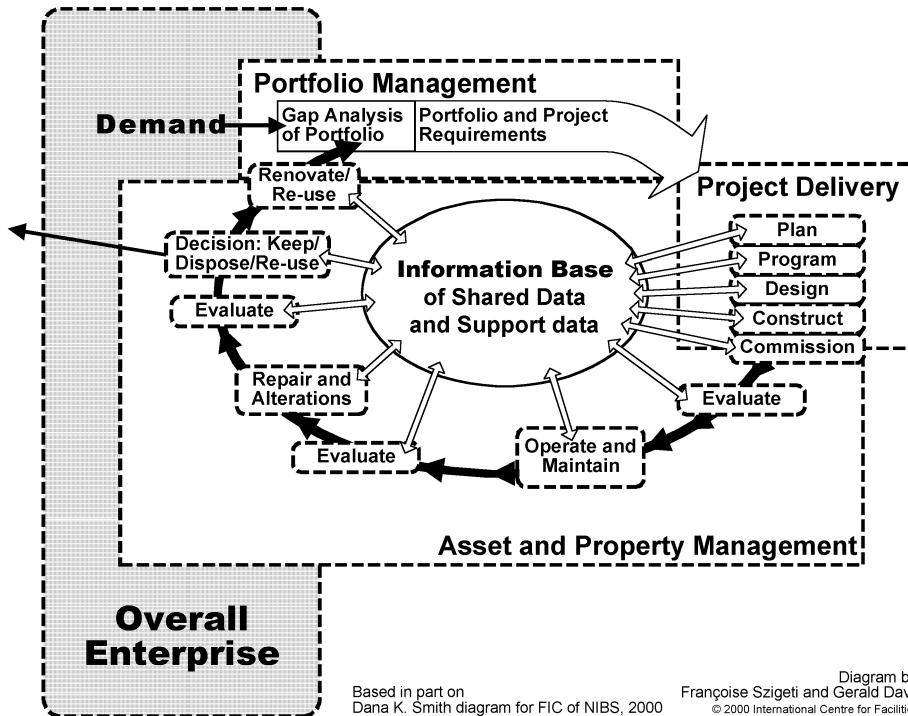 Portfolio Management
Demand
Gap Analysis
of Portfolio
Portfolio and Project
Requirements
Renovate/
Re-use
Project Delivery
Decision: Keep/
Dispose/Re-use
Information Base
of Shared Data
and Support data
Plan
Program
Design
Construct
Commission
Evaluate
Repair and
Alterations
Evaluate
Evaluate
Operate and
Maintain
Asset and Property Management
Overall
Enterprise
Based in part on
Dana K. Smith diagram for FIC of NIBS, 2000
Diagram
Françoise Szigeti and Gerald
© 2000 International Centre for